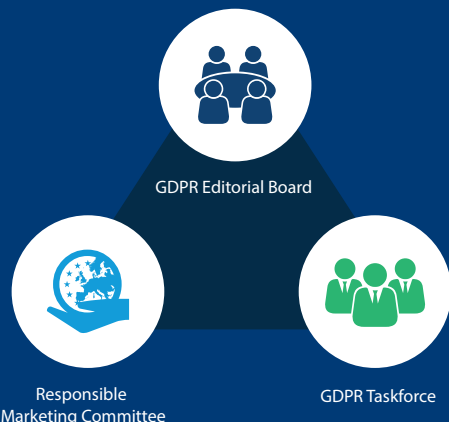 GDPR Editorial Board
Responsible
Marketing Committee
GDPR Taskforce